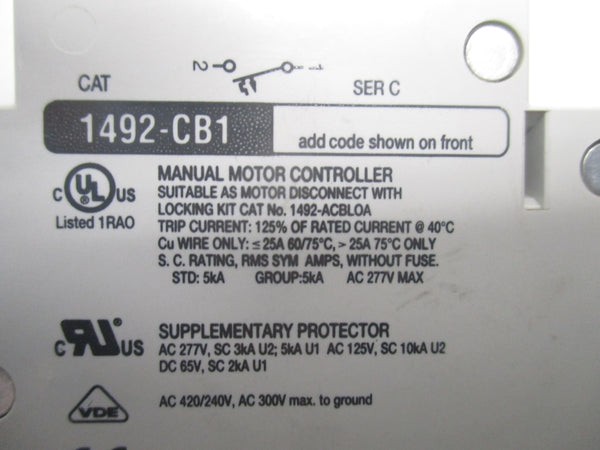 2 1
CAT SER C
1492-CB1 add code shown on front
MANUAL MOTOR CONTROLLER
SUITABLE AS MOTOR DISCONNECT WITH
LOCKING KIT CAT No. 1492-ACBLOA
TRIP CURRENT: 125% OF RATED CURRENT @ 40°C
Cu WIRE ONLY: ≤ 25A 60/75°C, > 25A 75°C ONLY
S. C. RATING, RMS SYM AMPS, WITHOUT FUSE.
STD: 5kA GROUP:5kA AC 277V MAX
C UL US ®
Listed 1RAO
SUPPLEMENTARY PROTECTOR
AC 277V, SC 3kA U2; 5kA U1 AC 125V, SC 10kA U2
DC 65V, SC 2kA U1
C RU US ®
VDE
AC 420/240V, AC 300V max. to ground